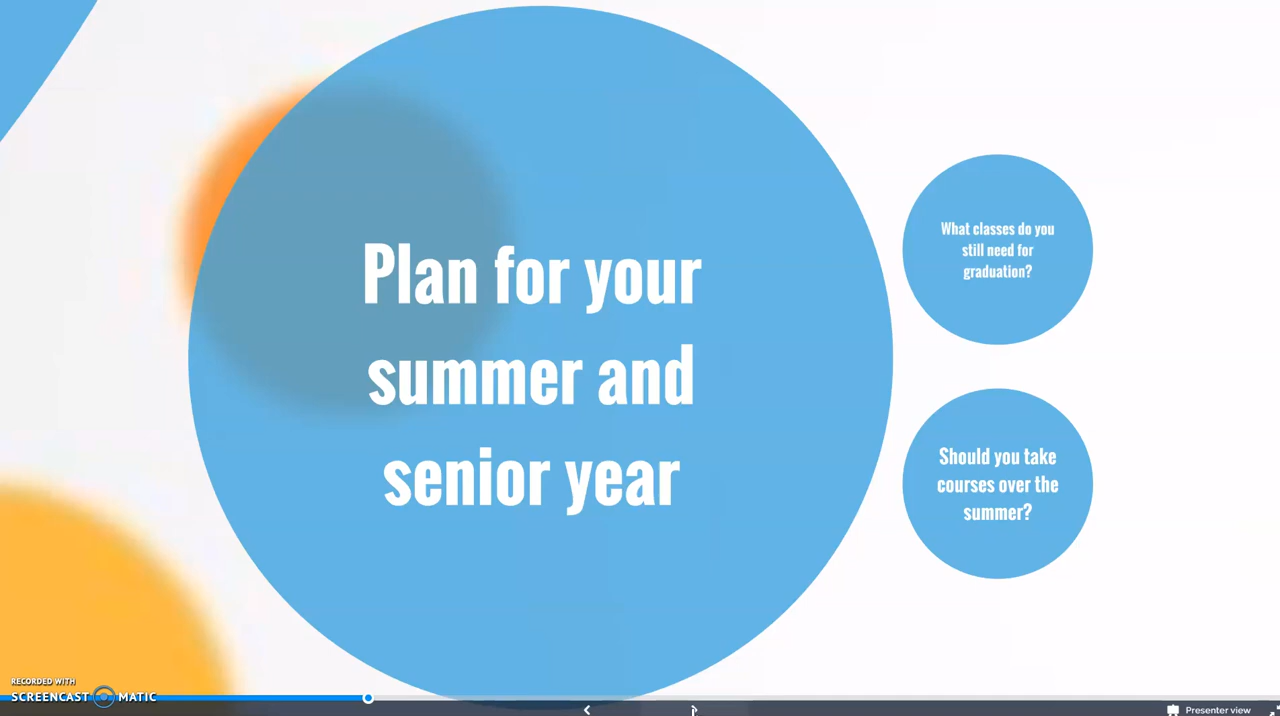 Plan for your
summer and
senior year
What classes do you
still need for
graduation?
Should you take
courses over the
summer?
RECORDED WITH
SCREENCAST MATIC
Presenter view